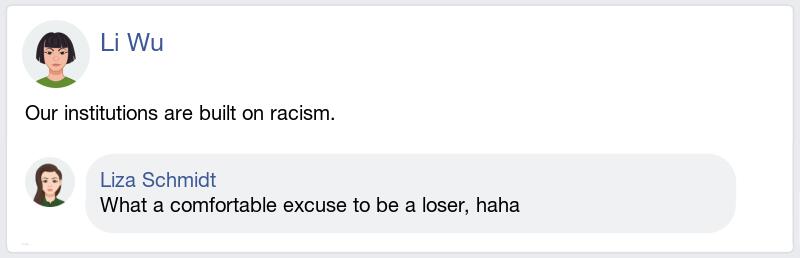 Li Wu
Our institutions are built on racism.
Liza Schmidt
What a comfortable excuse to be a loser, haha